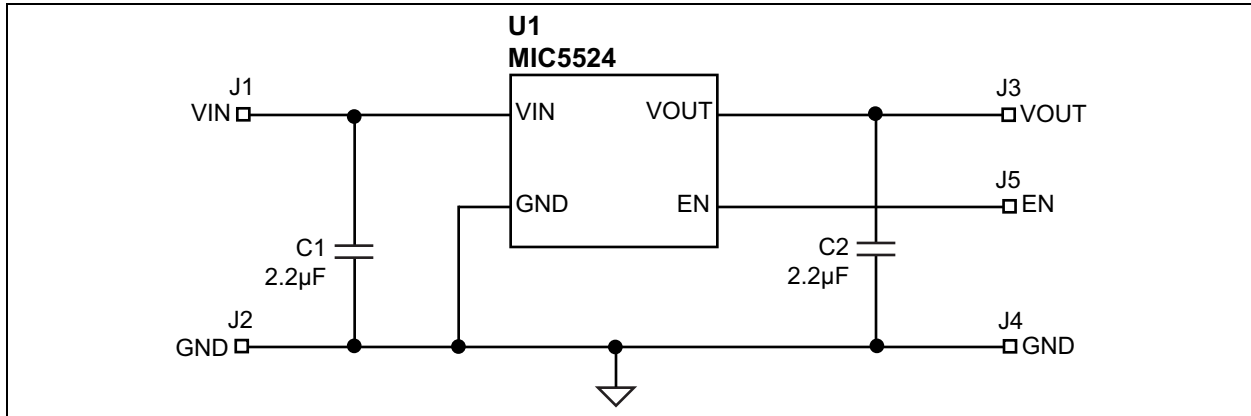 U1
MIC5524
J1
VIN
VIN
VOUT
J3
VOUT
GND
EN
J5
EN
C1
2.2µF
C2
2.2µF
J2
GND
J4
GND